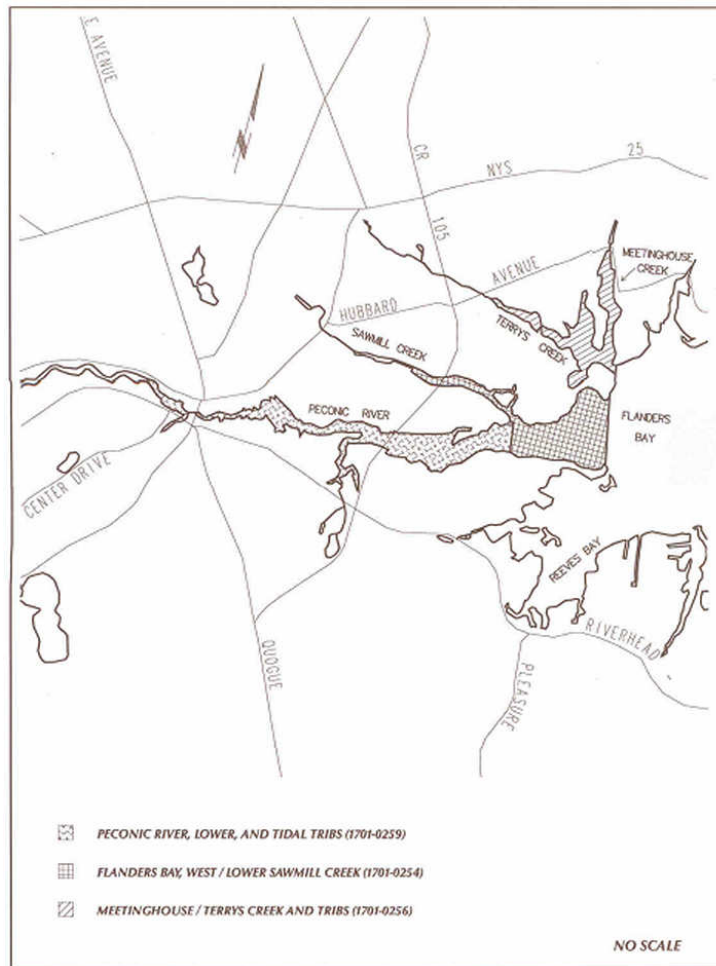 E AVENUE
CR 105
NYS 25
MEETINGHOUSE
CREEK
HUBBARD AVENUE
TERRYS CREEK
SAWMILL CREEK
PECONIC RIVER
FLANDERS
BAY
CENTER DRIVE
REEVES BAY
RIVERHEAD
QUOGUE
PLEASURE
PECONIC RIVER, LOWER, AND TIDAL TRIBS (1701-0259)
FLANDERS BAY, WEST / LOWER SAWMILL CREEK (1701-0254)
MEETINGHOUSE / TERRYS CREEK AND TRIBS (1701-0256)
NO SCALE